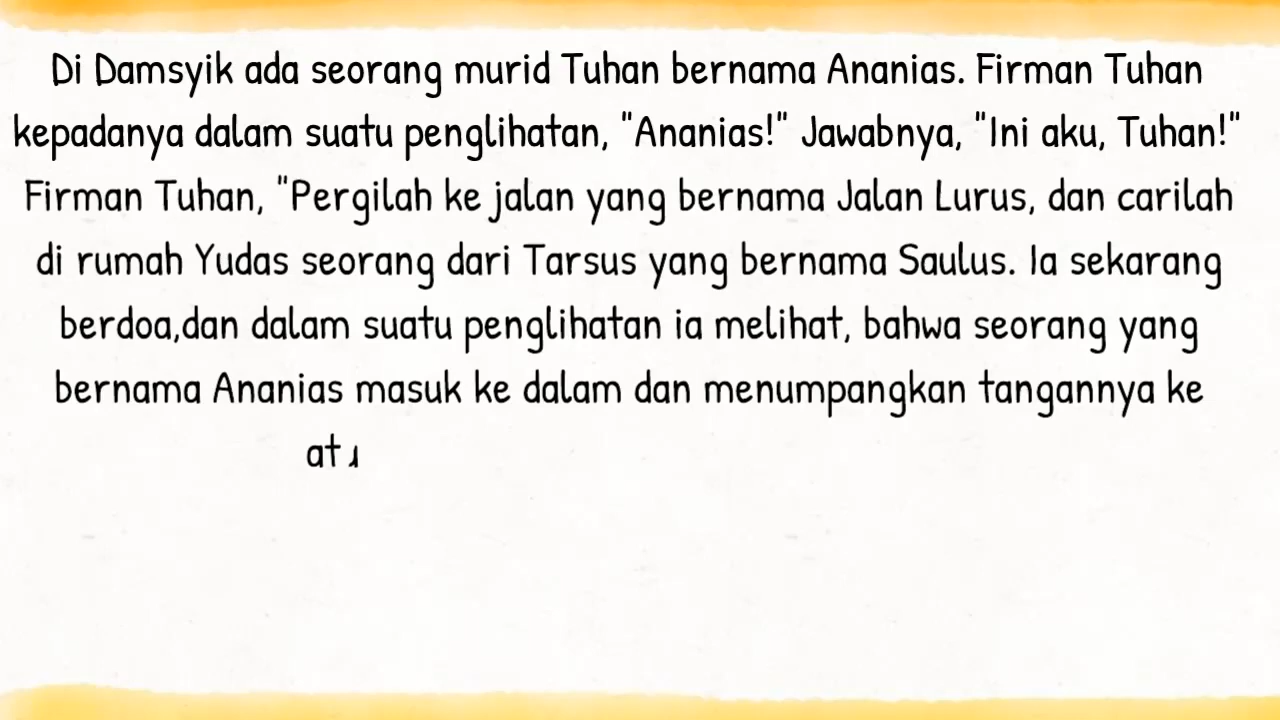 Di Damsyik ada seorang murid Tuhan bernama Ananias. Firman Tuhan
kepadanya dalam suatu penglihatan, "Ananias!" Jawabnya, "Ini aku, Tuhan!"
Firman Tuhan, "Pergilah ke jalan yang bernama Jalan Lurus, dan carilah
di rumah Yudas seorang dari Tarsus yang bernama Saulus. Ia sekarang
berdoa,dan dalam suatu penglihatan ia melihat, bahwa seorang yang
bernama Ananias masuk ke dalam dan menumpangkan tangannya ke